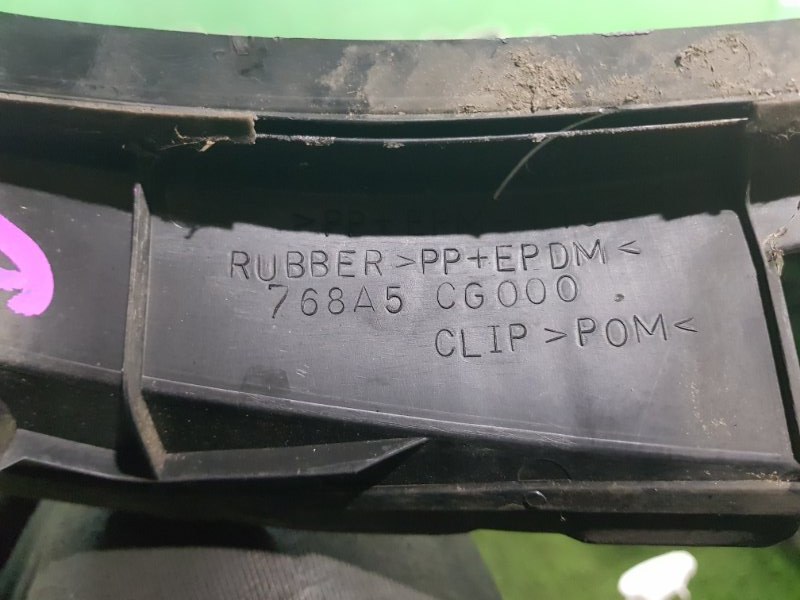 RUBBER >PP+EPDM<
768A5 CG000
CLIP >POM<